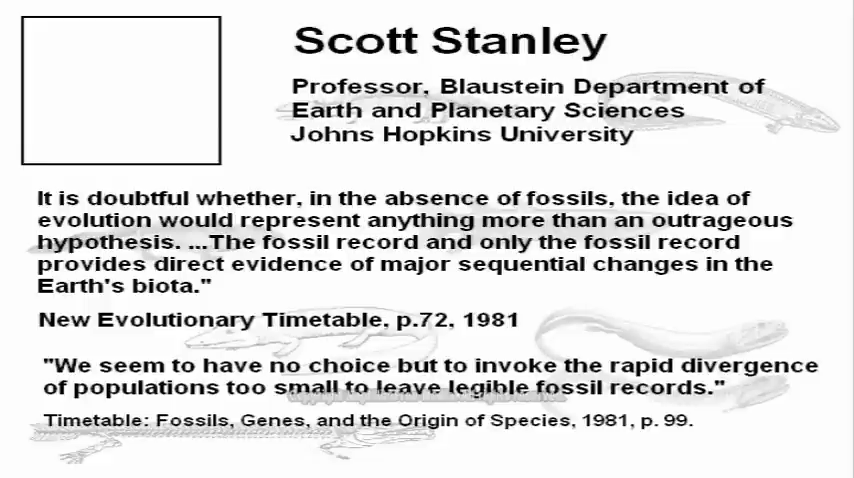 Scott Stanley
Professor, Blaustein Department of
Earth and Planetary Sciences
Johns Hopkins University
It is doubtful whether, in the absence of fossils, the idea of
evolution would represent anything more than an outrageous
hypothesis. ...The fossil record and only the fossil record
provides direct evidence of major sequential changes in the
Earth's biota."
New Evolutionary Timetable, p.72, 1981
"We seem to have no choice but to invoke the rapid divergence
of populations too small to leave legible fossil records."
Timetable: Fossils, Genes, and the Origin of Species, 1981, p. 99.